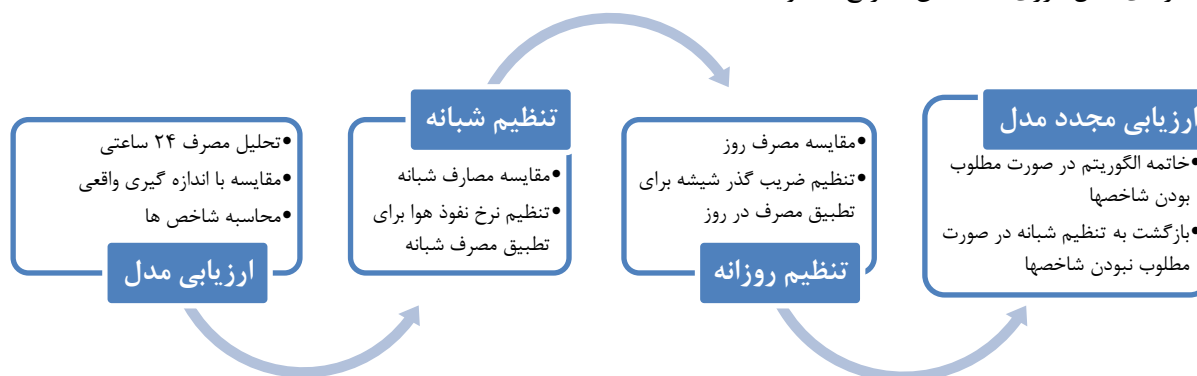 ارزیابی مدل
•تحلیل مصرف ۲۴ ساعتی
•مقایسه با اندازه گیری واقعی
•محاسبه شاخص ها
تنظیم شبانه
•مقایسه مصارف شبانه
•تنظیم نرخ نفوذ هوا برای
تطبیق مصرف شبانه
تنظیم روزانه
•مقایسه مصرف روز
•تنظیم ضریب گذر شیشه برای
تطبیق مصرف در روز
ارزیابی مجدد مدل
•خاتمه الگوریتم در صورت مطلوب
بودن شاخصها
•بازگشت به تنظیم شبانه در صورت
مطلوب نبودن شاخصها